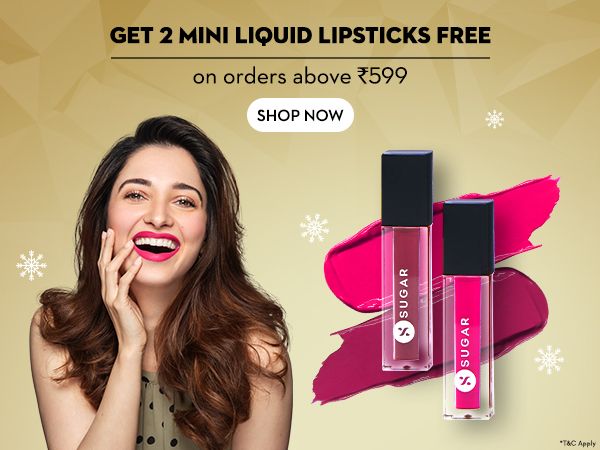 GET 2 MINI LIQUID LIPSTICKS FREE
on orders above ₹599
SHOP NOW
SUGAR
SUGAR
*T&C Apply